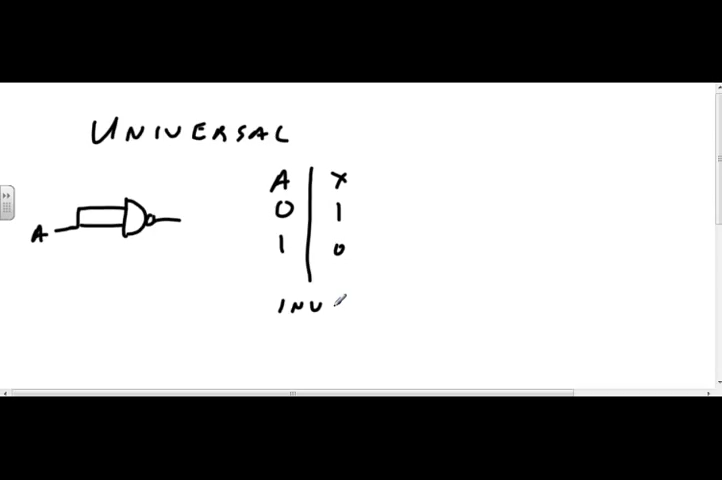 UNIVERSAL
A X
0 1
A
1 0
INV